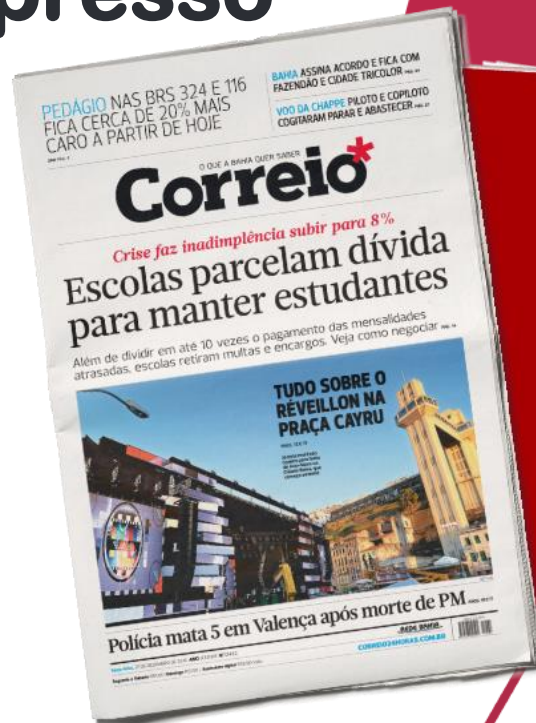 presso
PEDÁGIO NAS BRS 324 E 116
FICA CERCA DE 20% MAIS
CARO A PARTIR DE HOJE
BAHIA ASSINA ACORDO E FICA COM
FAZENDÃO E CIDADE TRICOLOR
VOO DA CHAPPE PILOTO E COPILOTO
COGITARAM PARAR E ABASTECER
O QUE A BAHIA QUER SABER
Correio*
Crise faz inadimplência subir para 8%
Escolas parcelam dívida
para manter estudantes
Além de dividir em até 10 vezes o pagamento das mensalidades
atrasadas, escolas retiram multas e encargos. Veja como negociar
TUDO SOBRE O
RÉVEILLON NA
PRAÇA CAYRU
Polícia mata 5 em Valença após morte de PM
REDE BAHIA
CORREIO24HORAS.COM.BR